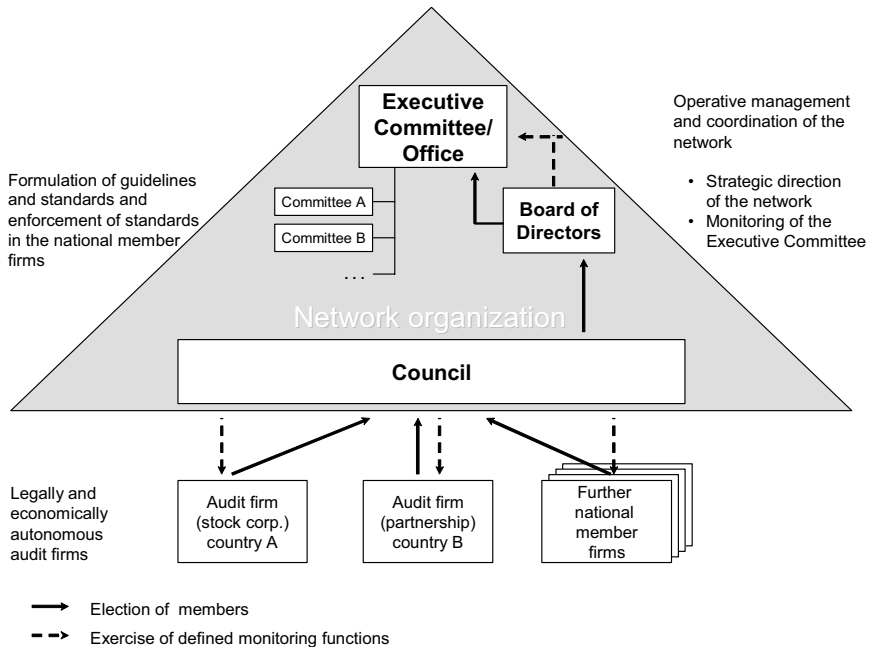 Executive
Committee/
Office
Operative management
and coordination of the
network
• Strategic direction
of the network
• Monitoring of the
Executive Committee
Formulation of guidelines
and standards and
enforcement of standards
in the national member
firms
Committee A
Committee B
...
Board of
Directors
Network organization
Council
Legally and
economically
autonomous
audit firms
Audit firm
(stock corp.)
country A
Audit firm
(partnership)
country B
Further
national
member
firms
Election of members
Exercise of defined monitoring functions